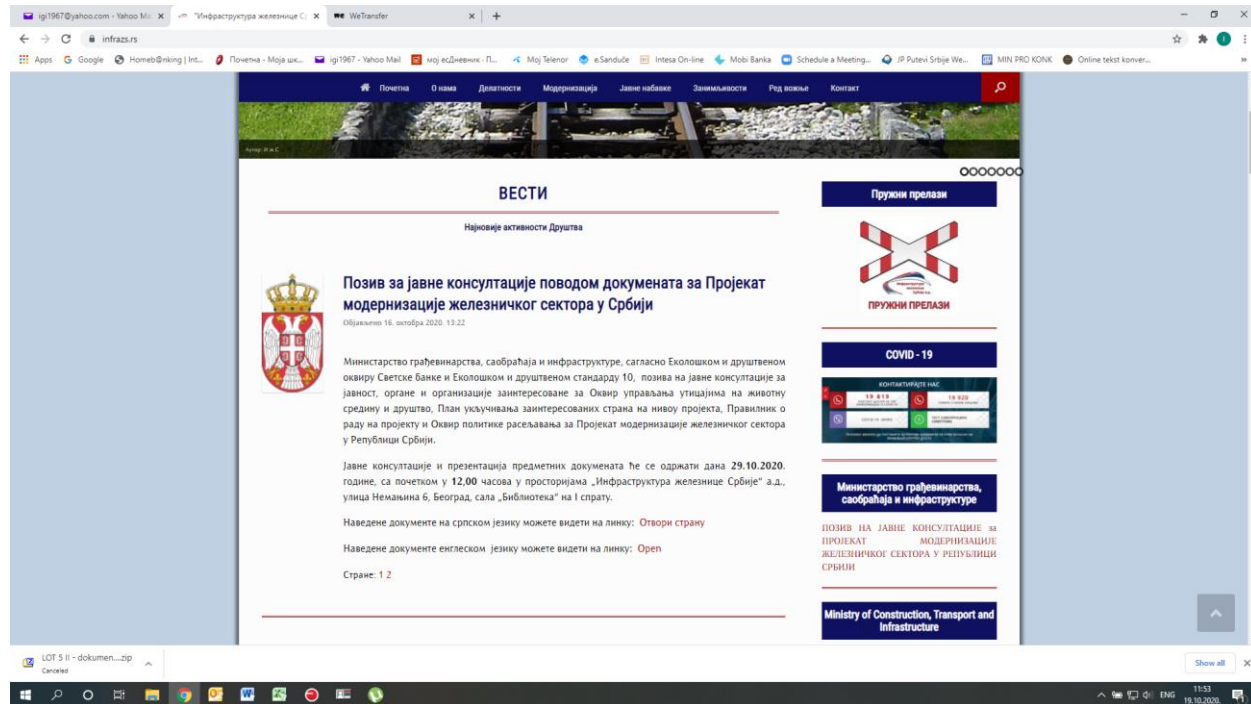 igi1967@yahoo.com - Yahoo Ma
"Инфраструктура железнице Ср
we WeTransfer
infrazs.rs
Apps Google Homeb@nking | Int... Почетна - Моја шк... igi1967 - Yahoo Mail мој есДневник - П... Moj Telenor e.Sanduče Intesa On-line Mobi Banka Schedule a Meeting... JP Putevi Srbije We... MIN PRO KONK Online tekst konver...
Почетна О нама Делатности Модернизација Јавне набавке Занимљивости Ред вожње Контакт
Аутор: И ж С
ВЕСТИ
Најновије активности Друштва
Позив за јавне консултације поводом докумената за Пројекат
модернизације железничког сектора у Србији
Објављено 16. октобра 2020. 13:22
Министарство грађевинарства, саобраћаја и инфраструктуре, сагласно Еколошком и друштвеном
оквиру Светске банке и Еколошком и друштвеном стандарду 10, позива на јавне консултације за
јавност, органе и организације заинтересоване за Оквир управљања утицајима на животну
средину и друштво, План укључивања заинтересованих страна на нивоу пројекта, Правилник о
раду на пројекту и Оквир политике расељавања за Пројекат модернизације железничког сектора
у Републици Србији.
Јавне консултације и презентација предметних докумената ће се одржати дана 29.10.2020.
године, са почетком у 12,00 часова у просторијама „Инфраструктура железнице Србије“ а.д.,
улица Немањина 6, Београд, сала „Библиотека“ на I спрату.
Наведене документе на српском језику можете видети на линку: Отвори страну
Наведене документе енглеском језику можете видети на линку: Open
Стране: 1 2
Пружни прелази
ПРУЖНИ ПРЕЛАЗИ
COVID - 19
КОНТАКТИРАЈТЕ НАС
19 819
19 920
Министарство грађевинарства,
саобраћаја и инфраструктуре
ПОЗИВ НА ЈАВНЕ КОНСУЛТАЦИЈЕ за
ПРОЈЕКАТ МОДЕРНИЗАЦИЈЕ
ЖЕЛЕЗНИЧКОГ СЕКТОРА У РЕПУБЛИЦИ
СРБИЈИ
Ministry of Construction, Transport and
Infrastructure
LOT 5 II - dokumen....zip
Canceled
Show all
ENG
11:53
19.10.2020.